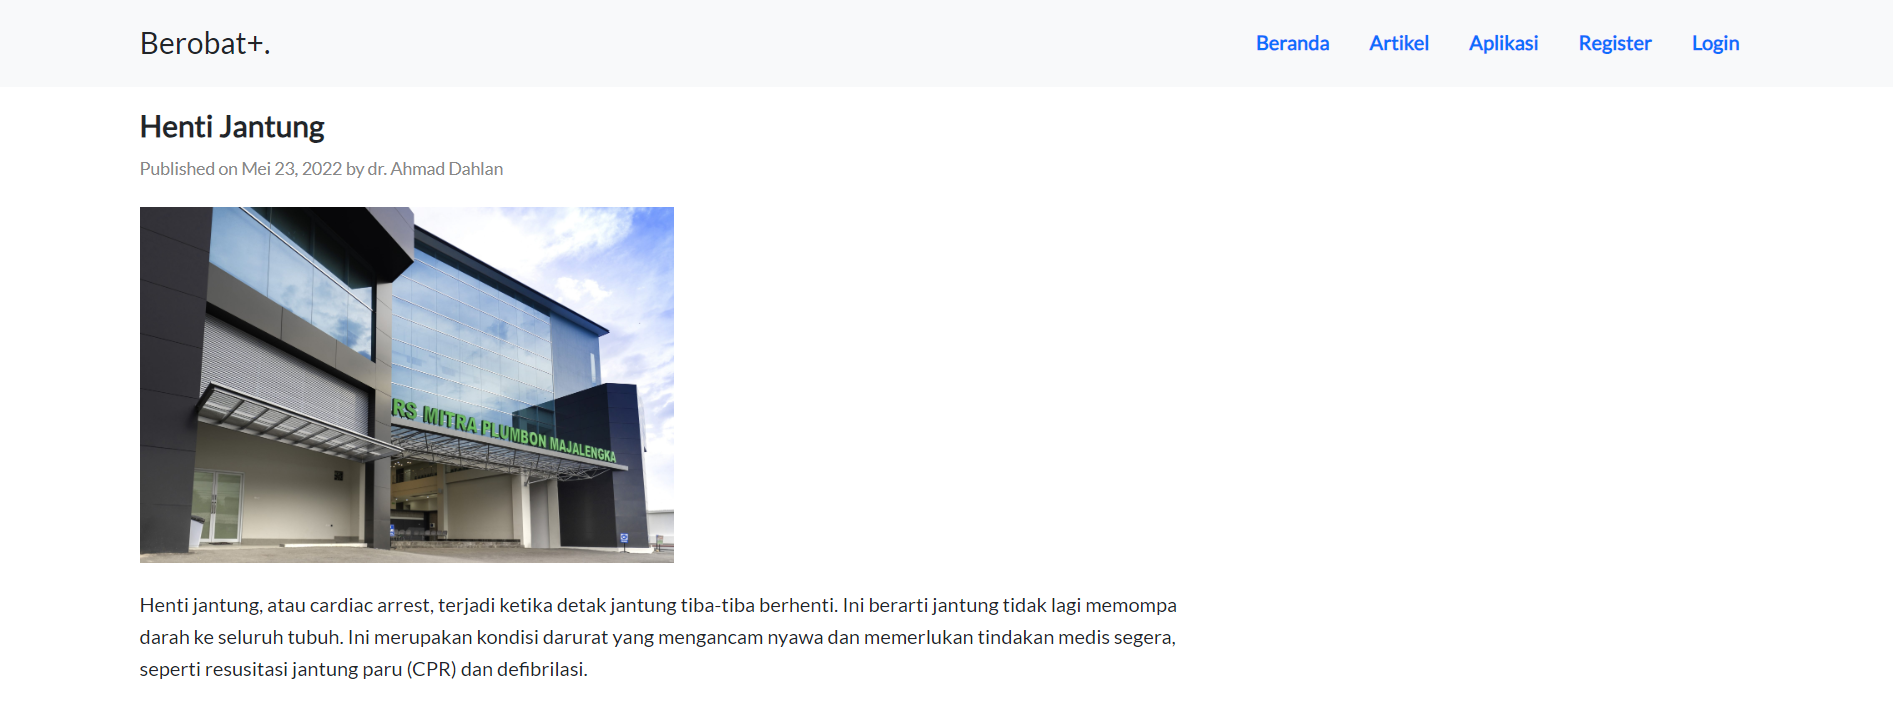 Berobat+.
Beranda
Artikel
Aplikasi
Register
Login
Henti Jantung
Published on Mei 23, 2022 by dr. Ahmad Dahlan
RS MITRA PLUMBON MAJALENGKA
Henti jantung, atau cardiac arrest, terjadi ketika detak jantung tiba-tiba berhenti. Ini berarti jantung tidak lagi memompa
darah ke seluruh tubuh. Ini merupakan kondisi darurat yang mengancam nyawa dan memerlukan tindakan medis segera,
seperti resusitasi jantung paru (CPR) dan defibrilasi.